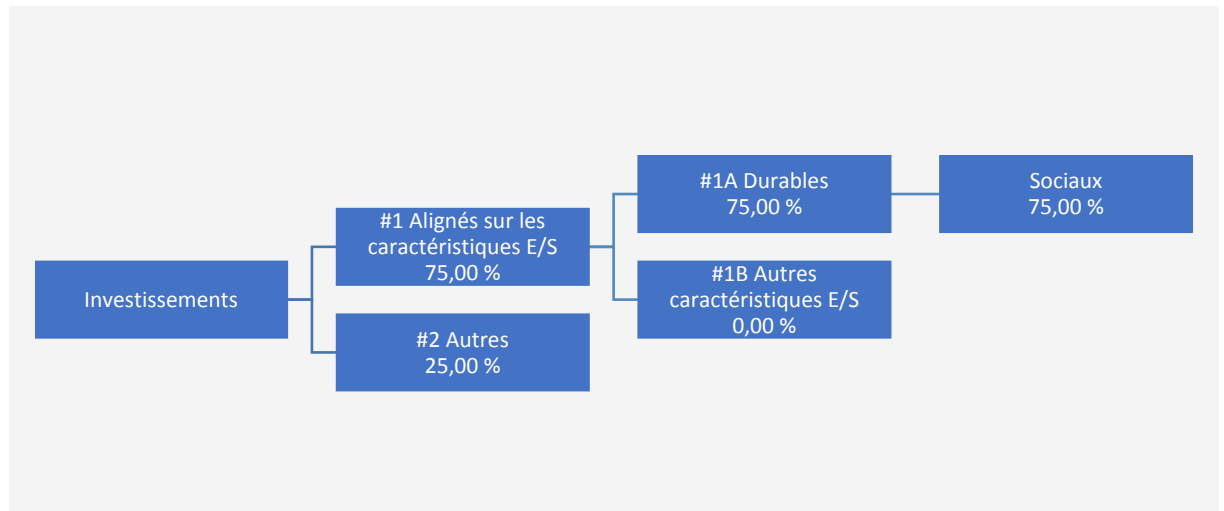 Investissements
#1 Alignés sur les
caractéristiques E/S
75,00 %
#2 Autres
25,00 %
#1A Durables
75,00 %
#1B Autres
caractéristiques E/S
0,00 %
Sociaux
75,00 %